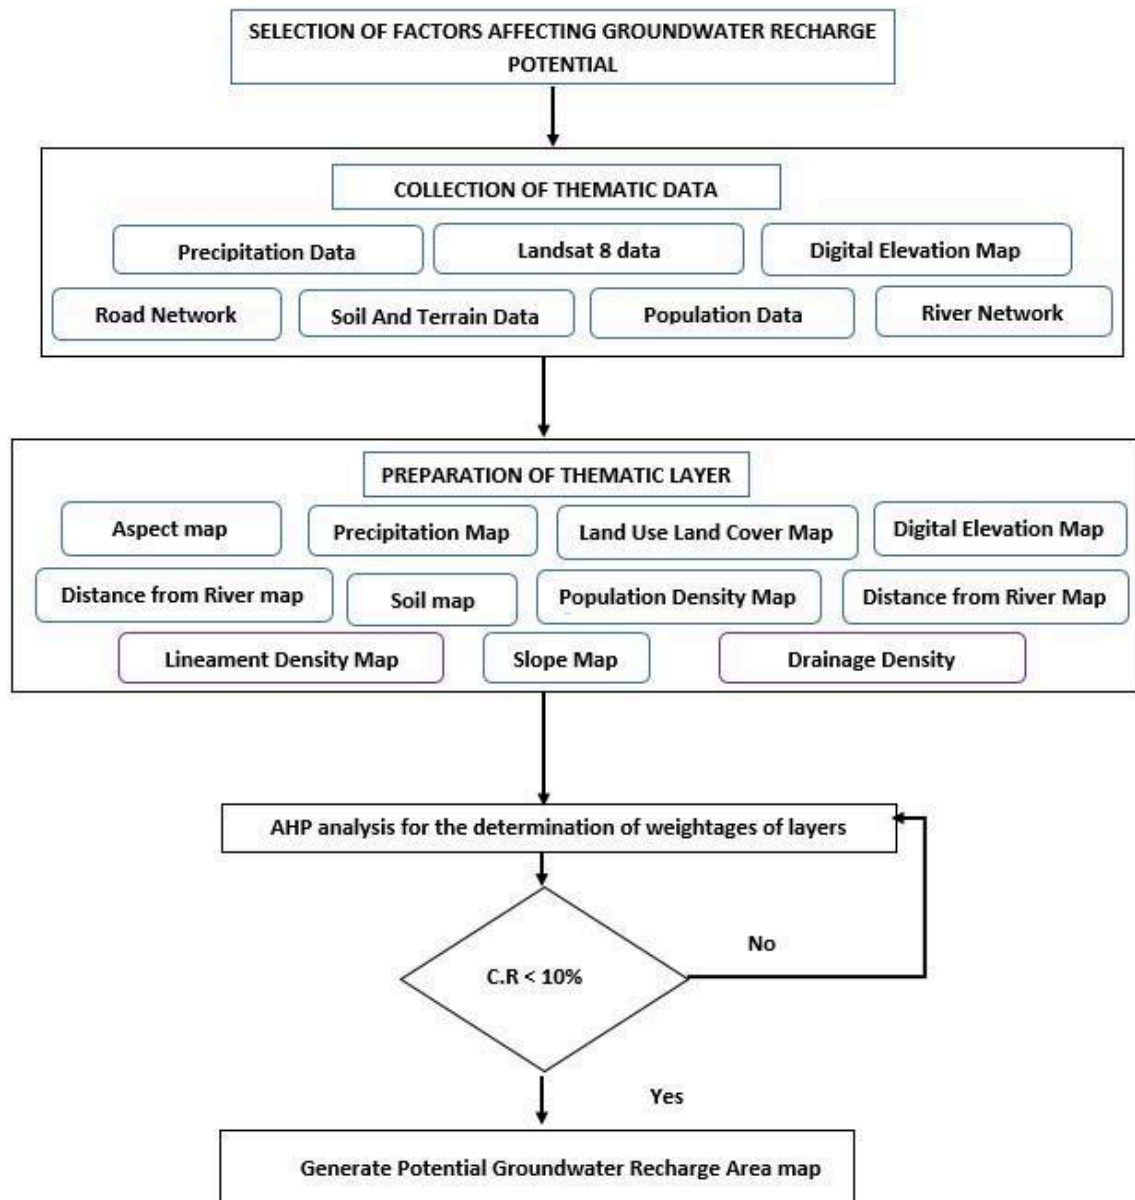 SELECTION OF FACTORS AFFECTING GROUNDWATER RECHARGE
POTENTIAL
COLLECTION OF THEMATIC DATA
Precipitation Data
Landsat 8 data
Digital Elevation Map
Road Network
Soil And Terrain Data
Population Data
River Network
PREPARATION OF THEMATIC LAYER
Aspect map
Precipitation Map
Land Use Land Cover Map
Digital Elevation Map
Distance from River map
Soil map
Population Density Map
Distance from River Map
Lineament Density Map
Slope Map
Drainage Density
AHP analysis for the determination of weightages of layers
C.R < 10%
No
Yes
Generate Potential Groundwater Recharge Area map